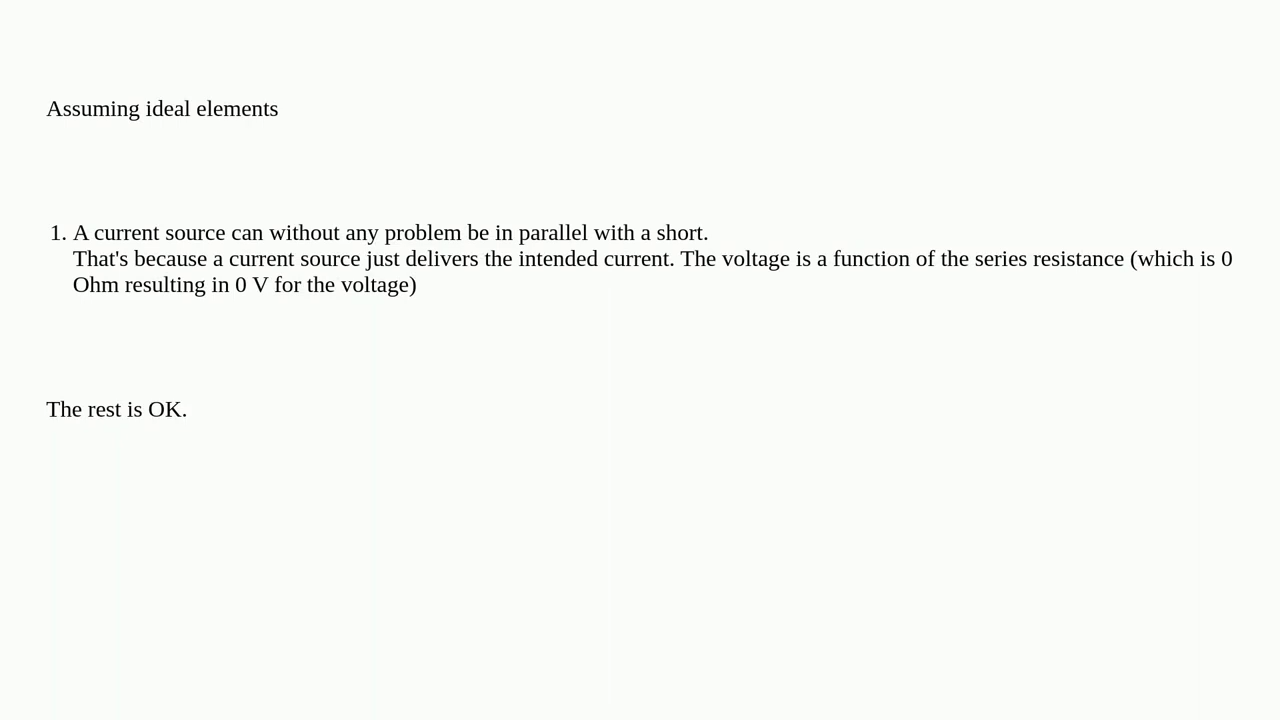 Assuming ideal elements
1. A current source can without any problem be in parallel with a short.
That's because a current source just delivers the intended current. The voltage is a function of the series resistance (which is 0
Ohm resulting in 0 V for the voltage)
The rest is OK.